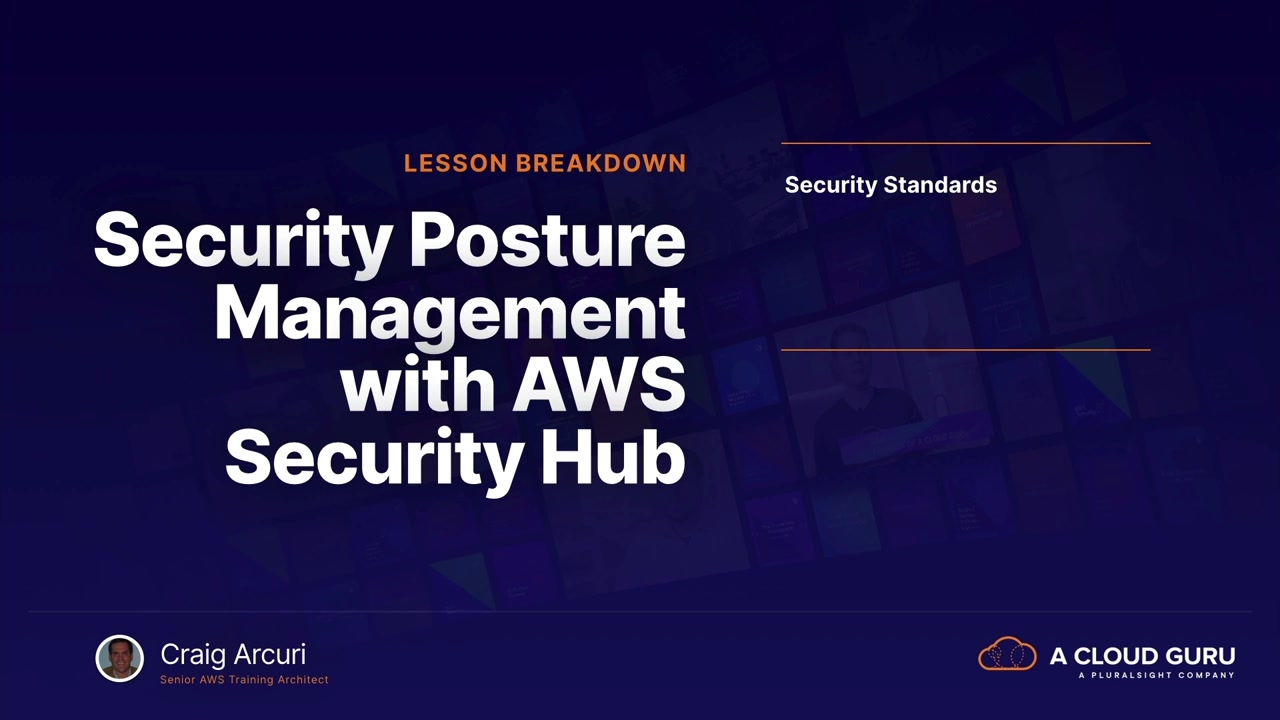 LESSON BREAKDOWN
Security Posture
Management
with AWS
Security Hub
Security Standards
Craig Arcuri
Senior AWS Training Architect
A CLOUD GURU
A PLURALSIGHT COMPANY